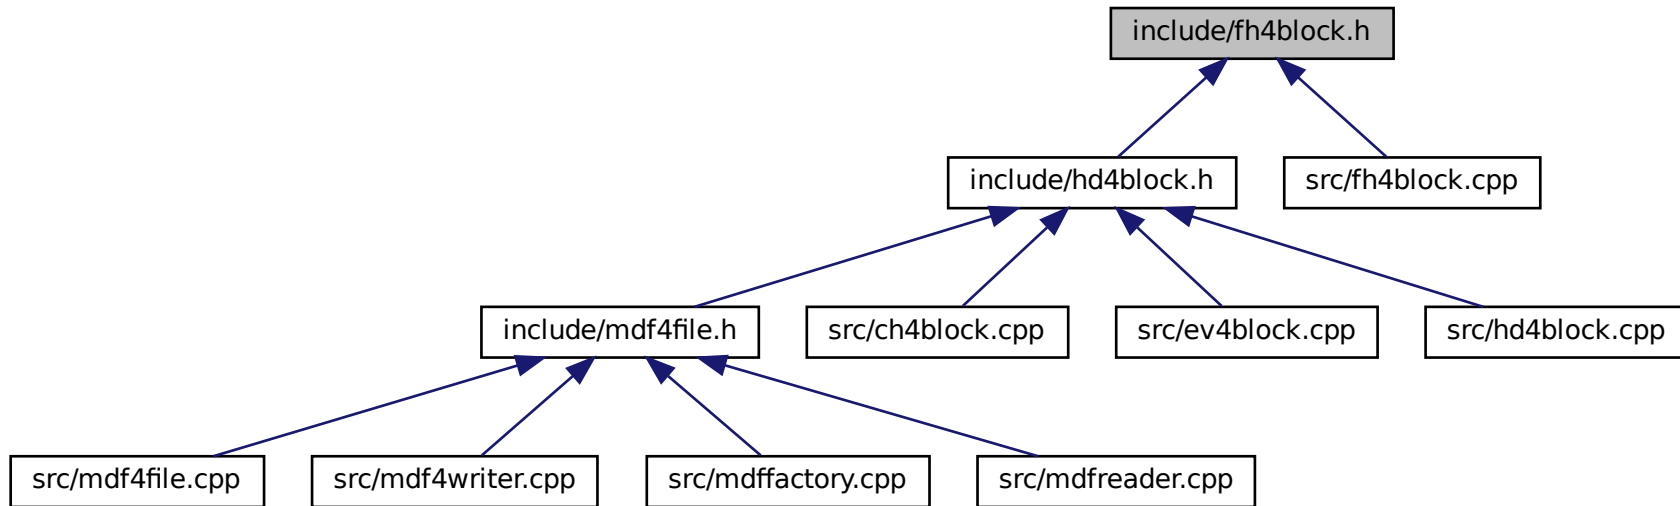 include/fh4block.h
include/hd4block.h
src/fh4block.cpp
include/mdf4file.h
src/ch4block.cpp
src/ev4block.cpp
src/hd4block.cpp
src/mdf4file.cpp
src/mdf4writer.cpp
src/mdffactory.cpp
src/mdfreader.cpp